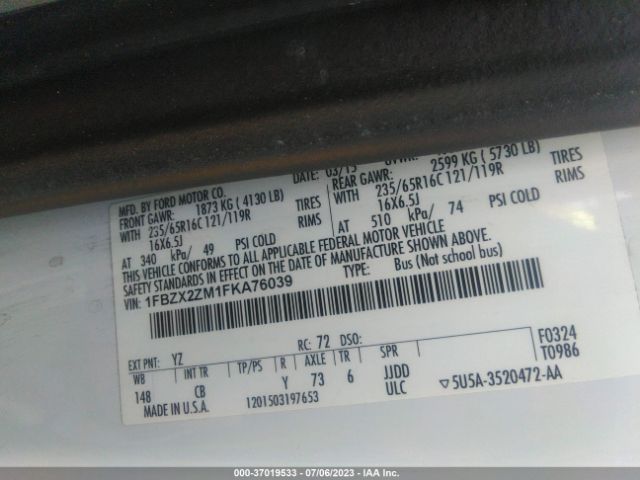 MFD. BY FORD MOTOR CO.
DATE: 03/15
FRONT GAWR: 1873 KG ( 4130 LB)
REAR GAWR: 2599 KG ( 5730 LB)
WITH 235/65R16C 121/119R TIRES
WITH 235/65R16C 121/119R TIRES
16X6.5J RIMS
16X6.5J RIMS
AT 340 kPa/ 49 PSI COLD
AT 510 kPa/ 74 PSI COLD
THIS VEHICLE CONFORMS TO ALL APPLICABLE FEDERAL MOTOR VEHICLE
SAFETY STANDARDS IN EFFECT ON THE DATE OF MANUFACTURE SHOWN ABOVE.
VIN: 1FBZX2ZM1FKA76039
TYPE: Bus (Not school bus)
EXT PNT: YZ RC: 72 DSO:
F0324
WB INT TR TP/PS R AXLE TR SPR
T0986
148 CB Y 73 6 JJDD
MADE IN U.S.A. 1201503197653 ULC
▽5U5A-3520472-AA
000-37019533 - 07/06/2023 - IAA Inc.